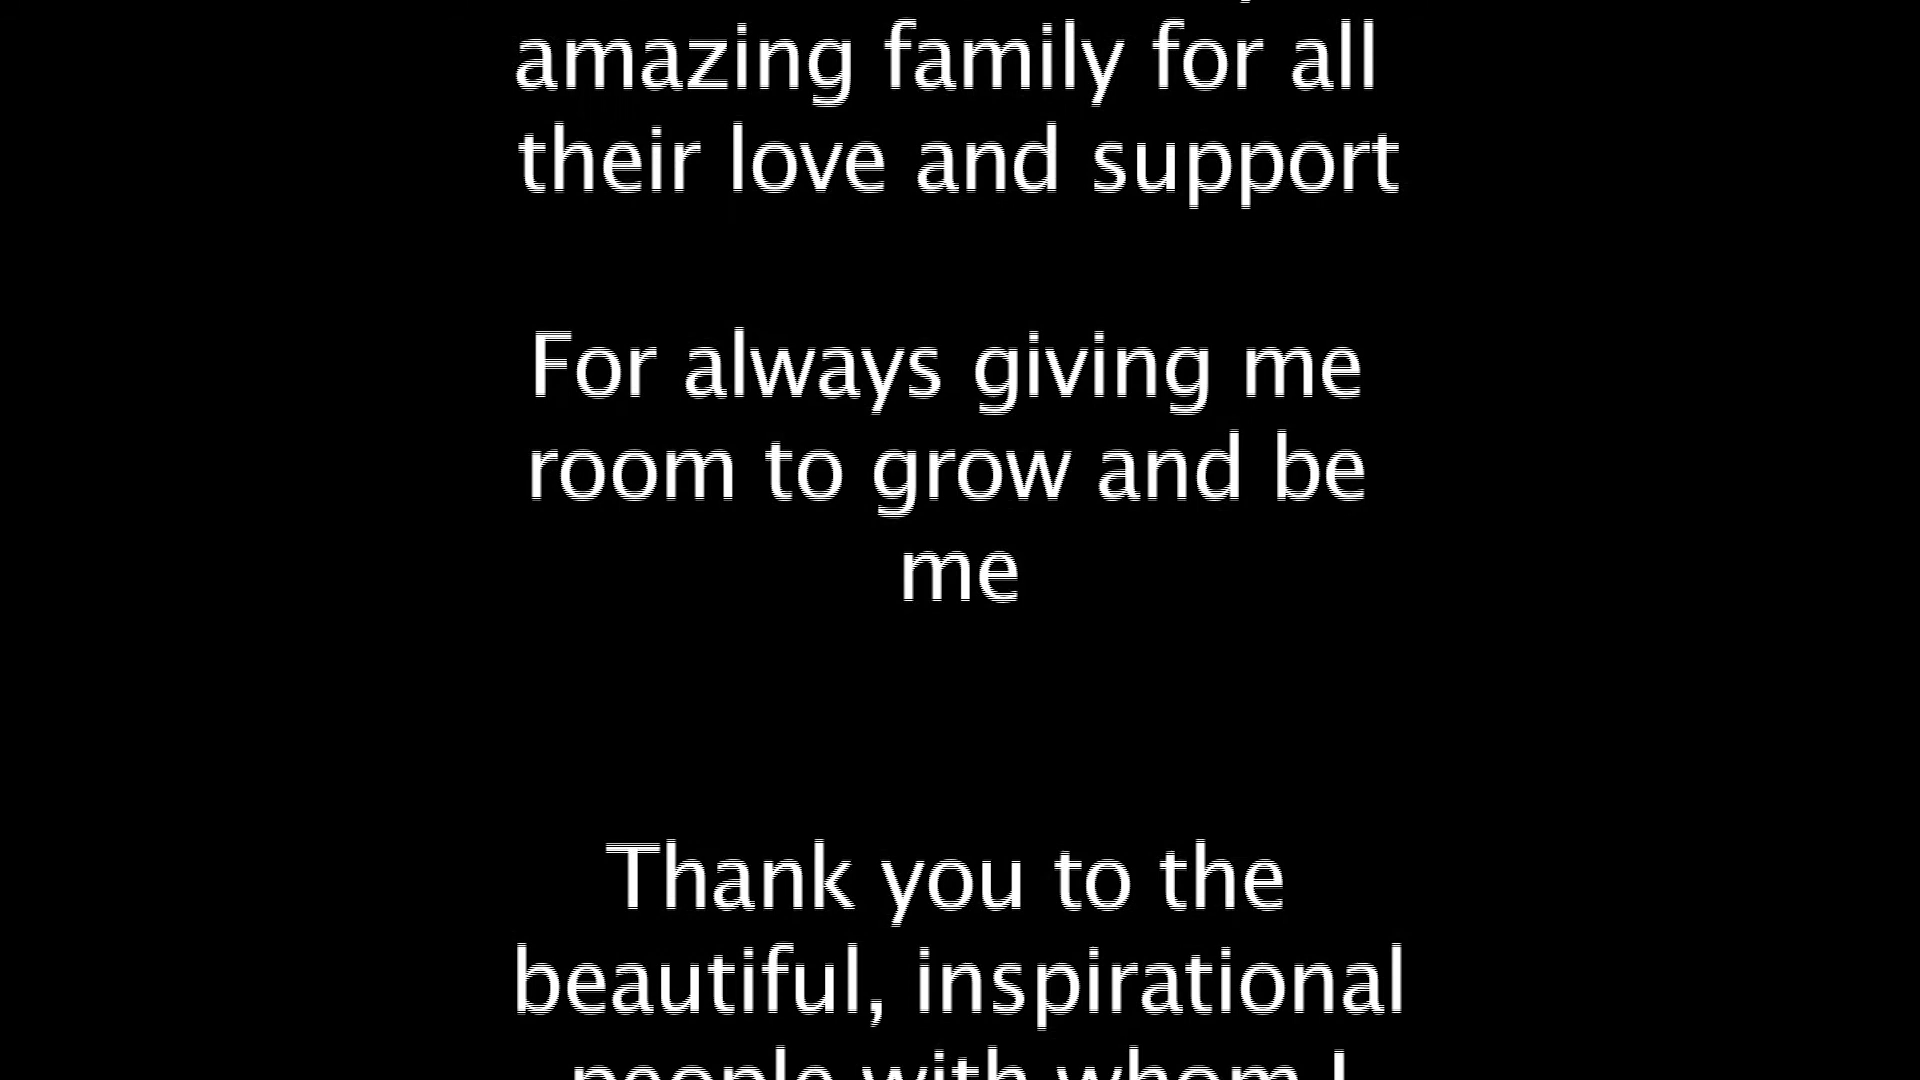 amazing family for all
their love and support
For always giving me
room to grow and be
me
Thank you to the
beautiful, inspirational
people with whom I